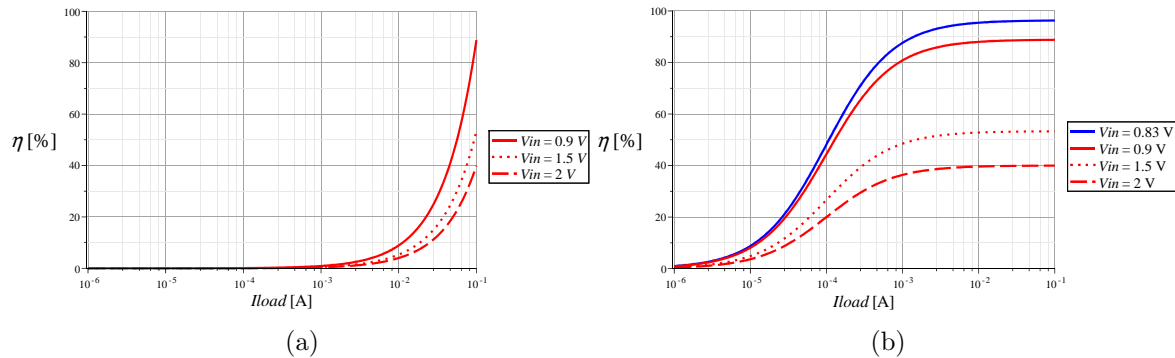 100
80
60
η [%]
40
20
0
10⁻⁶ 10⁻⁵ 10⁻⁴ 10⁻³ 10⁻² 10⁻¹
Iload [A]
Vin = 0.9 V
Vin = 1.5 V
Vin = 2 V
(a)
100
80
60
η [%]
40
20
0
10⁻⁶ 10⁻⁵ 10⁻⁴ 10⁻³ 10⁻² 10⁻¹
Iload [A]
Vin = 0.83 V
Vin = 0.9 V
Vin = 1.5 V
Vin = 2 V
(b)